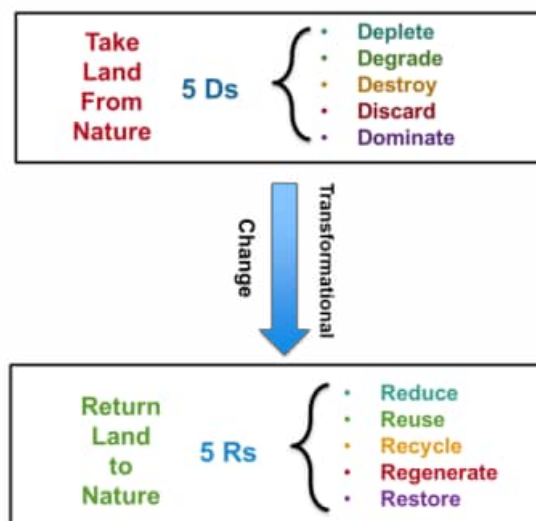 Take
Land
From
Nature
5 Ds
• Deplete
• Degrade
• Destroy
• Discard
• Dominate
Transformational
Change
Return
Land
to
Nature
5 Rs
• Reduce
• Reuse
• Recycle
• Regenerate
• Restore